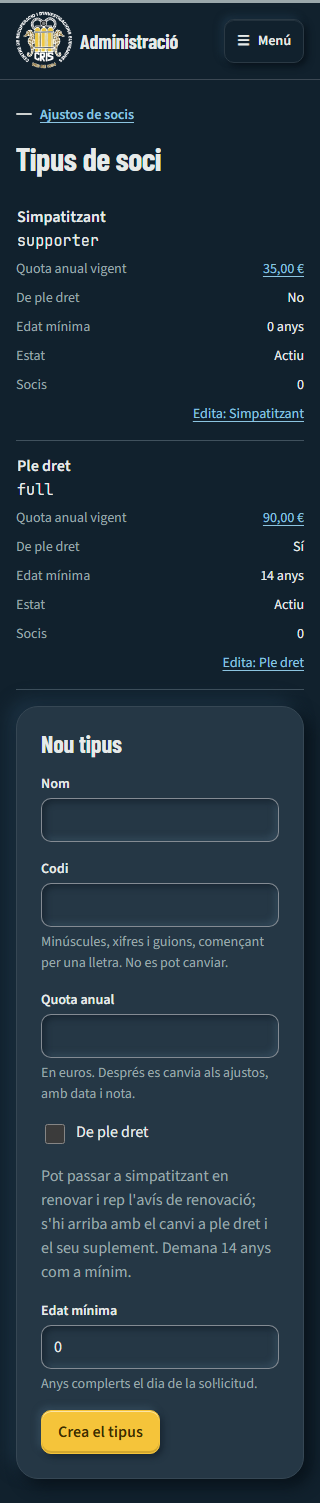 CRIS
Administració
☰ Menú
Ajustos de socis
Tipus de soci
Simpatitzant
supporter
Quota anual vigent 35,00 €
De ple dret No
Edat mínima 0 anys
Estat Actiu
Socis 0
Edita: Simpatitzant
Ple dret
full
Quota anual vigent 90,00 €
De ple dret Sí
Edat mínima 14 anys
Estat Actiu
Socis 0
Edita: Ple dret
Nou tipus
Nom
Codi
Minúscules, xifres i guions, començant
per una lletra. No es pot canviar.
Quota anual
En euros. Després es canvia als ajustos,
amb data i nota.
De ple dret
Pot passar a simpatitzant en
renovar i rep l'avís de renovació;
s'hi arriba amb el canvi a ple dret i
el seu suplement. Demana 14 anys
com a mínim.
Edat mínima
0
Anys complerts el dia de la sol·licitud.
Crea el tipus